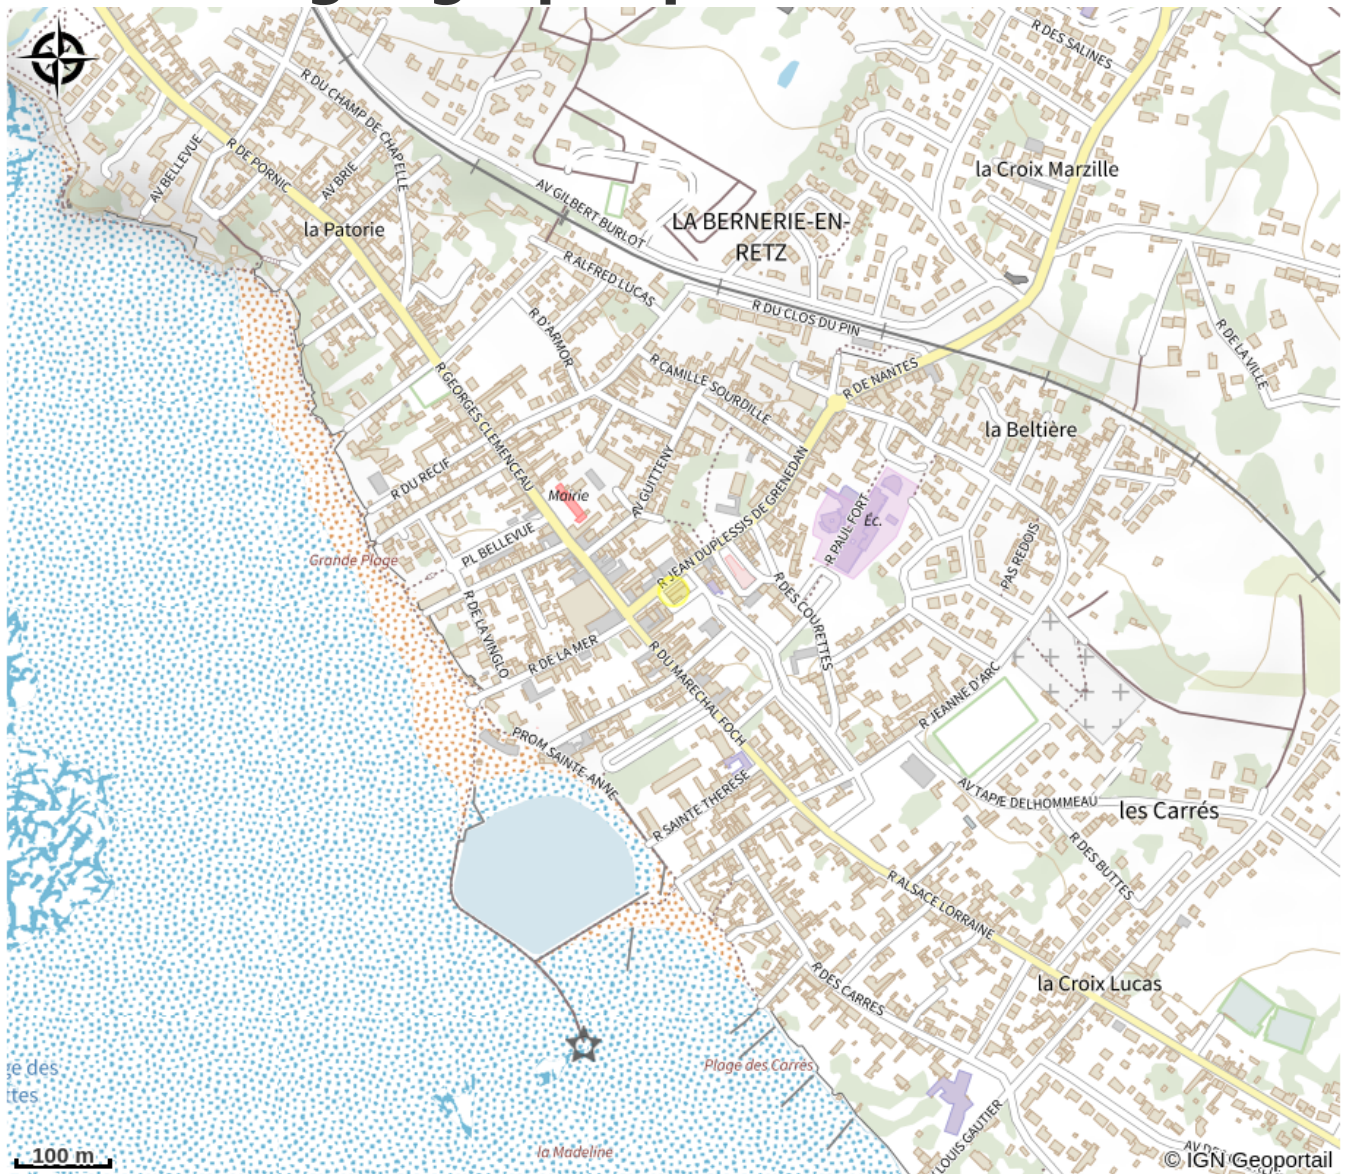 R DES SALINES
R DU CHAMP DE CHAPELLE
AV BELLEVUE
R DE PORNIC
AV BRIE
la Croix Marzille
AV GILBERT BURLOT
la Patorie
LA BERNERIE-EN-
RETZ
R ALFRED LUCAS
R DU CLOS DU PIN
R D'ARMOR
R DE LA VILLE
R CAMILLE SOURDILLE
R DE NANTES
R GEORGES CLEMENCEAU
la Beltière
R DU RECIF
AV GUITTENY
Mairie
R JEAN DUPLESSIS DE GRENEDAN
R PAUL FORT
Éc.
PL BELLEVUE
Grande Plage
PAS REDOIS
R DES COURETTES
R DE LA VINGLO
R DE LA MER
R DU MARECHAL FOCH
R JEANNE D'ARC
PROM SAINTE-ANNE
R SAINTE THERESE
AV TAPIE DELHOMMEAU
les Carrés
R DES BUTTES
R ALSACE LORRAINE
la Croix Lucas
R DES CARRES
Plage des Carrés
ge des
tes
LOUIS GAUTIER
la Madeline
100 m
© IGN Geoportail